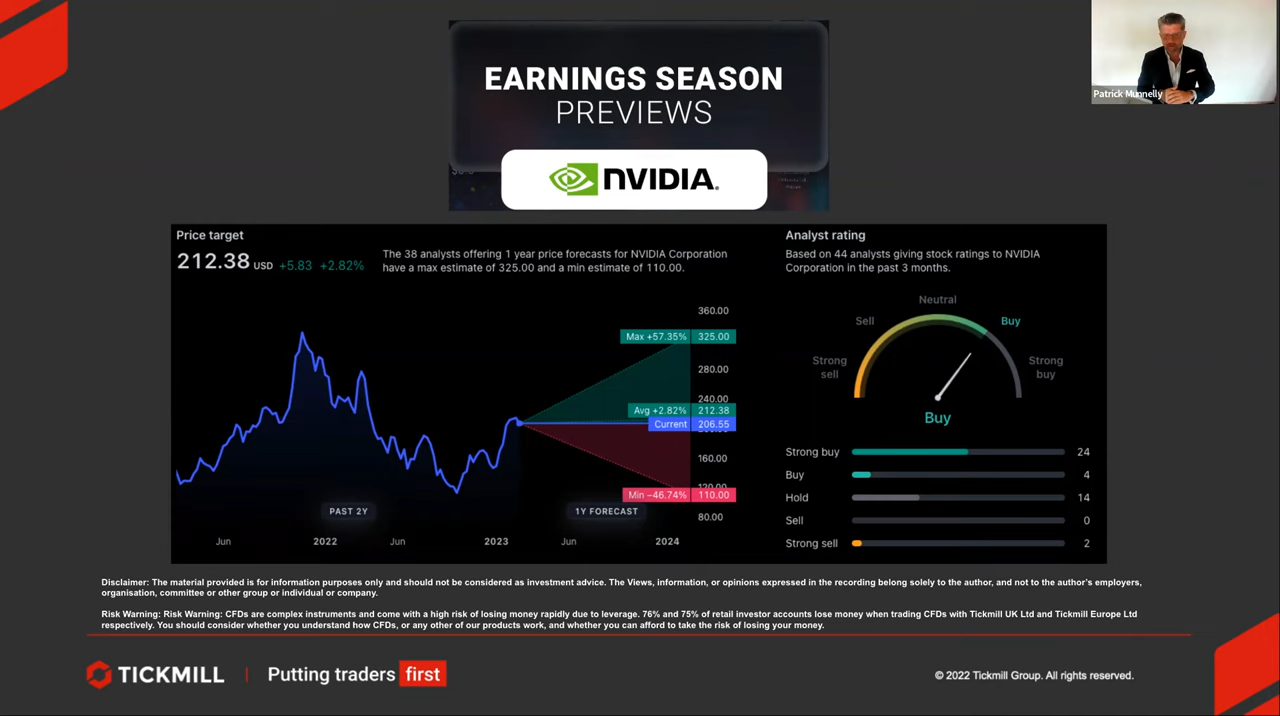 EARNINGS SEASON
PREVIEWS
NVIDIA.
Patrick Munnelly
Price target
212.38 USD +5.83 +2.82%
The 38 analysts offering 1 year price forecasts for NVIDIA Corporation
have a max estimate of 325.00 and a min estimate of 110.00.
360.00
Max +57.35% 325.00
280.00
240.00
Avg +2.82% 212.38
Current 206.55
160.00
120.00
Min −46.74% 110.00
80.00
PAST 2Y
1Y FORECAST
Jun
2022
Jun
2023
Jun
2024
Analyst rating
Based on 44 analysts giving stock ratings to NVIDIA
Corporation in the past 3 months.
Neutral
Sell
Buy
Strong
sell
Strong
buy
Buy
Strong buy 24
Buy 4
Hold 14
Sell 0
Strong sell 2
Disclaimer: The material provided is for information purposes only and should not be considered as investment advice. The Views, information, or opinions expressed in the recording belong solely to the author, and not to the author's employers,
organisation, committee or other group or individual or company.
Risk Warning: Risk Warning: CFDs are complex instruments and come with a high risk of losing money rapidly due to leverage. 76% and 75% of retail investor accounts lose money when trading CFDs with Tickmill UK Ltd and Tickmill Europe Ltd
respectively. You should consider whether you understand how CFDs, or any other of our products work, and whether you can afford to take the risk of losing your money.
TICKMILL | Putting traders first
© 2022 Tickmill Group. All rights reserved.